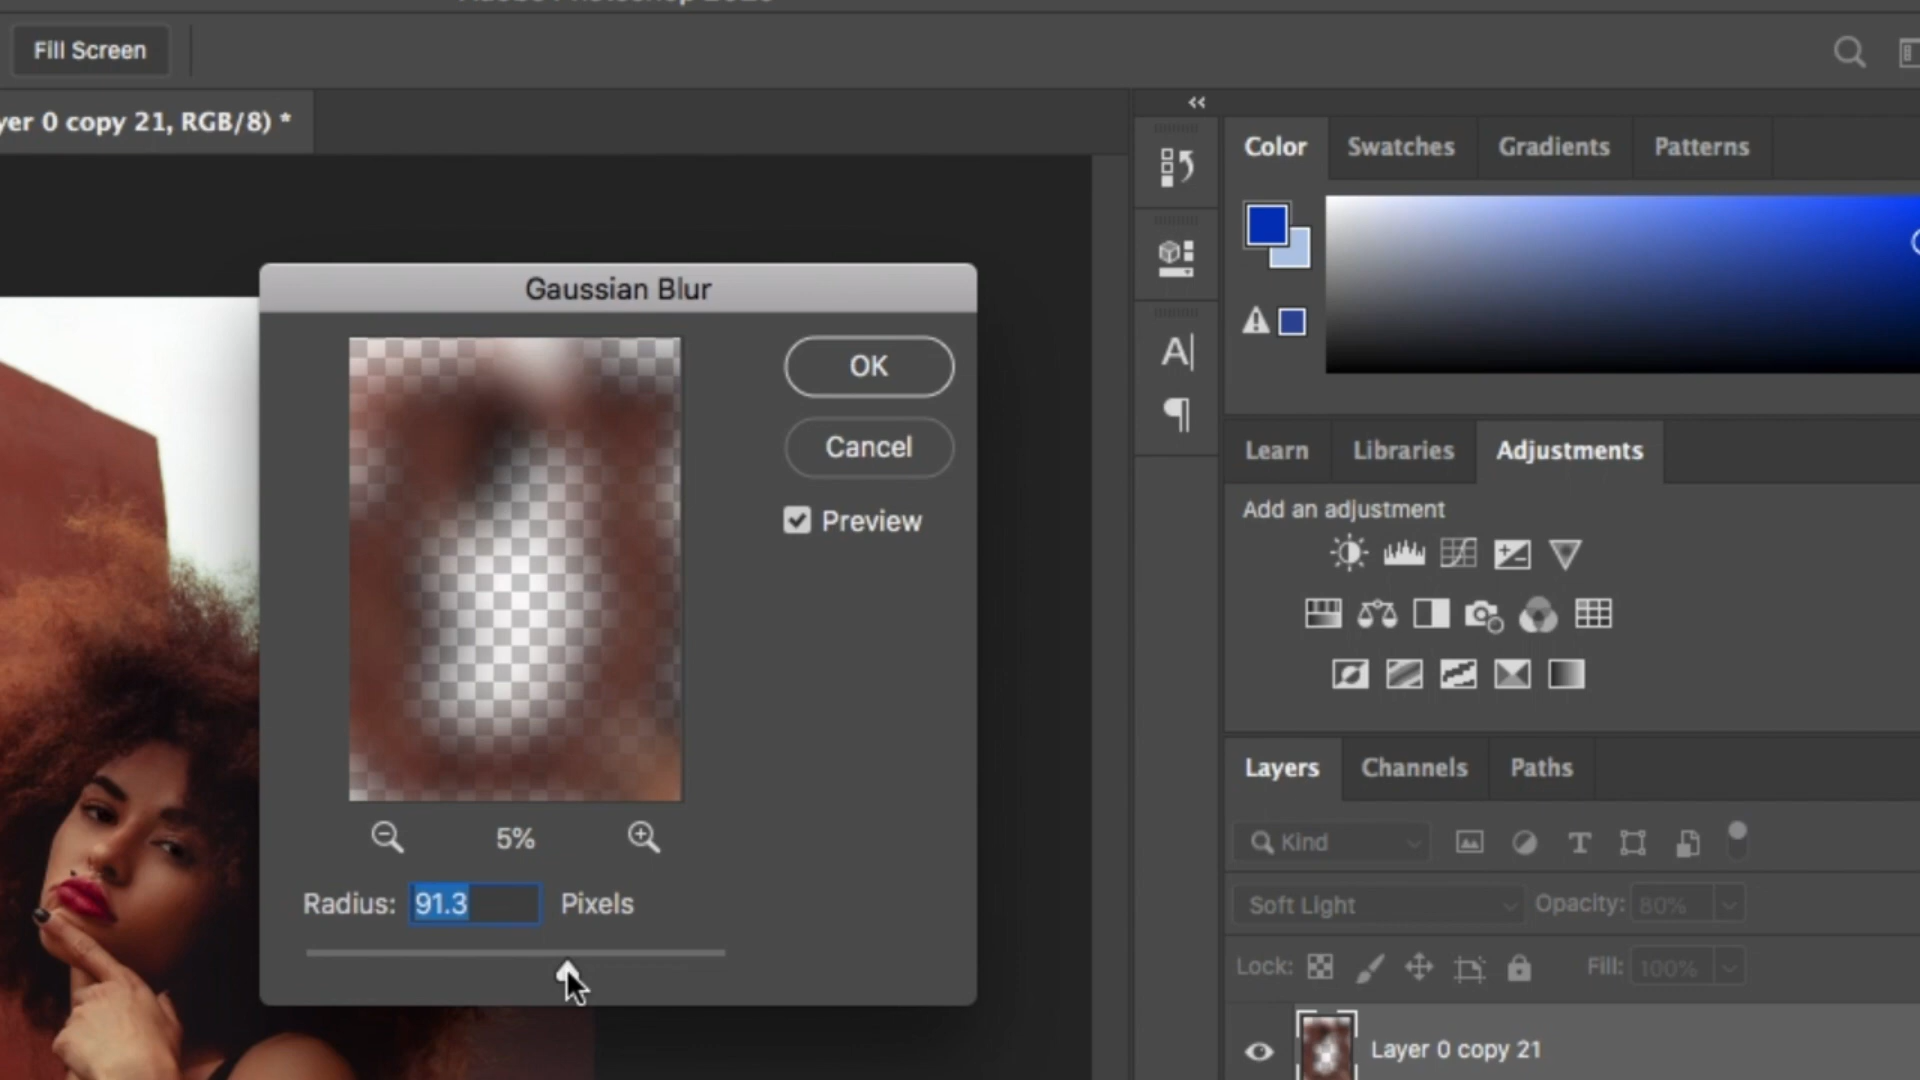 Fill Screen
yer 0 copy 21, RGB/8) *
Color
Swatches
Gradients
Patterns
Gaussian Blur
OK
Cancel
Preview
5%
Radius: 91.3 Pixels
A
¶
Learn
Libraries
Adjustments
Add an adjustment
Layers
Channels
Paths
Kind
T
Soft Light
Opacity: 80%
Lock:
Fill: 100%
Layer 0 copy 21